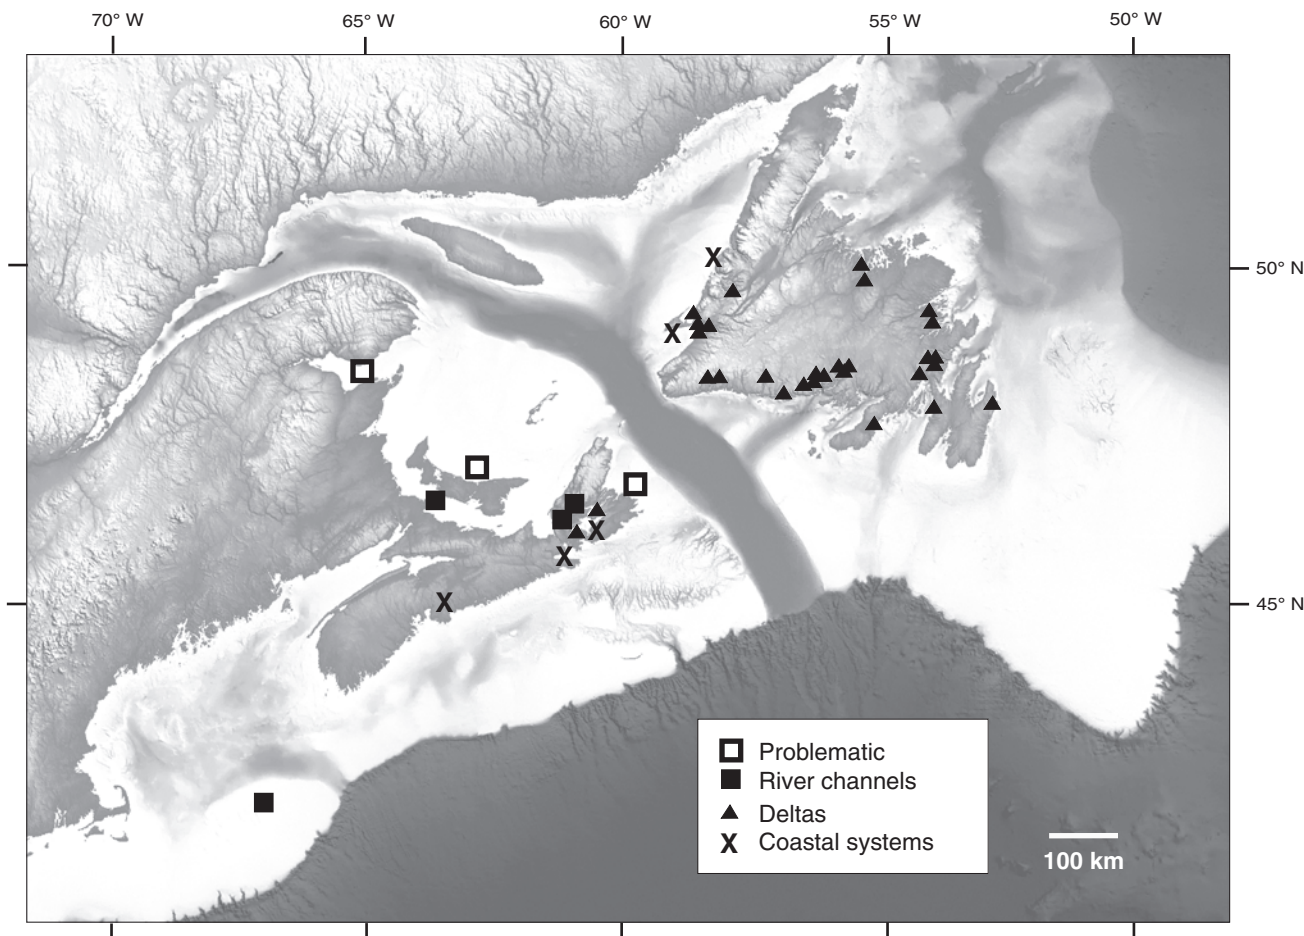 70° W 65° W 60° W 55° W 50° W
50° N
45° N
Problematic
River channels
Deltas
X Coastal systems
100 km
X
X
X
X
X